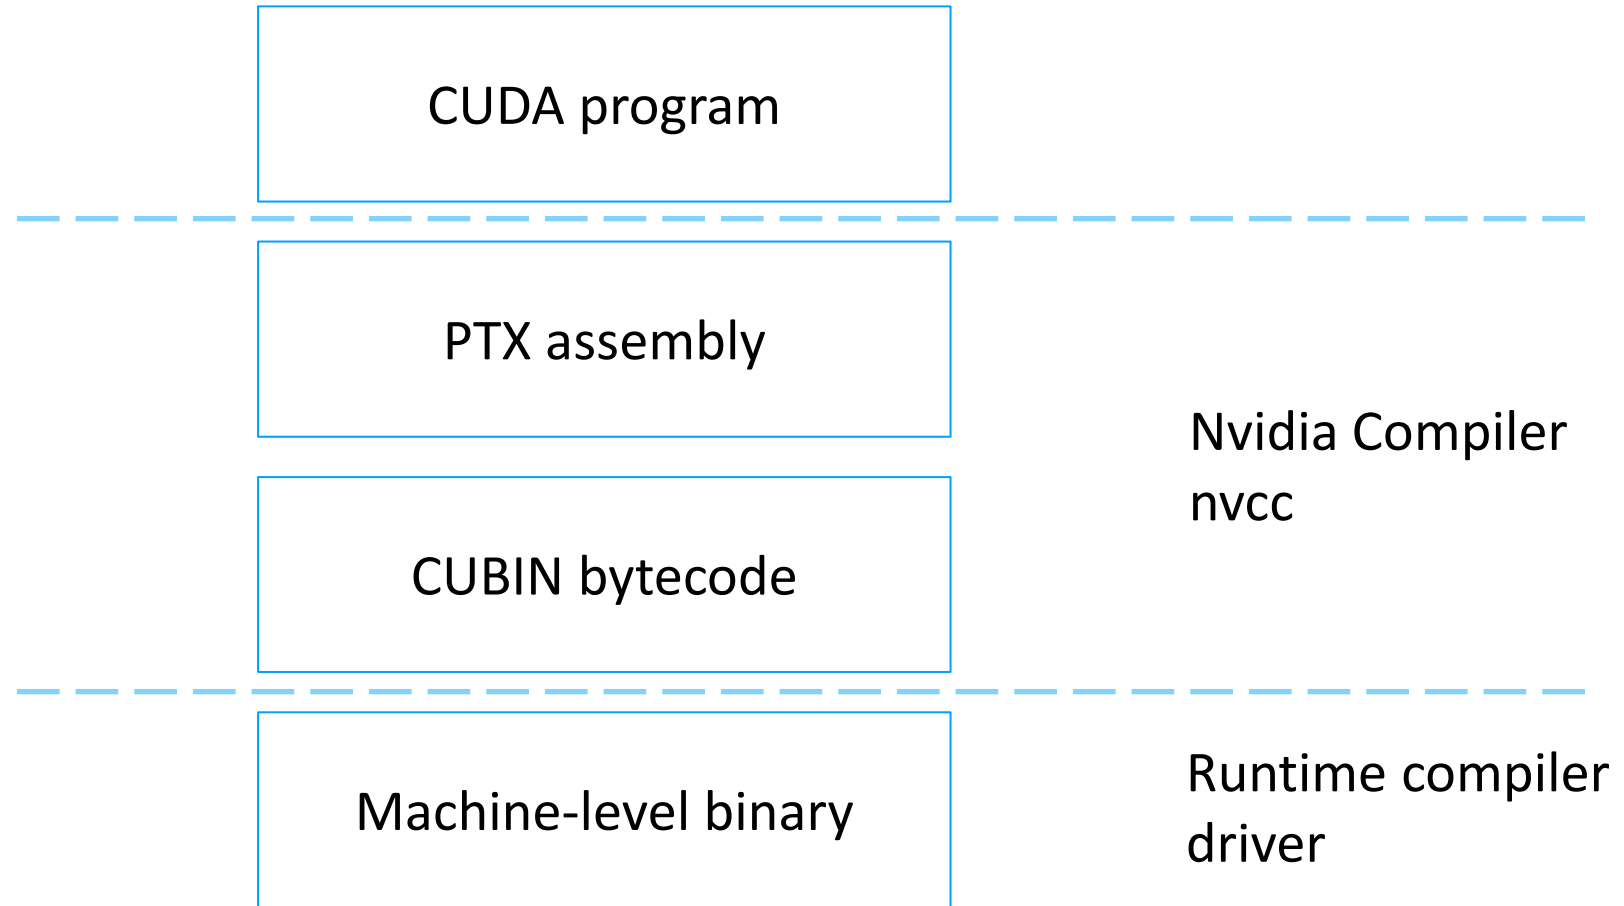 CUDA program
PTX assembly
Nvidia Compiler
nvcc
CUBIN bytecode
Machine-level binary
Runtime compiler
driver